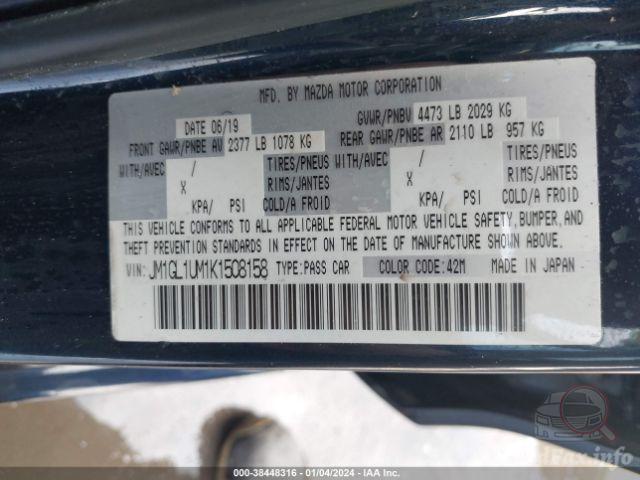 MFG. BY MAZDA MOTOR CORPORATION
DATE 06/19 GVWR/PNBV 4473 LB 2029 KG
FRONT GAWR/PNBE AV 2377 LB 1078 KG REAR GAWR/PNBE AR 2110 LB 957 KG
WITH/AVEC / TIRES/PNEUS WITH/AVEC / TIRES/PNEUS
X RIMS/JANTES X RIMS/JANTES
KPA/ PSI COLD/A FROID KPA/ PSI COLD/A FROID
THIS VEHICLE CONFORMS TO ALL APPLICABLE FEDERAL MOTOR VEHICLE SAFETY, BUMPER, AND
THEFT PREVENTION STANDARDS IN EFFECT ON THE DATE OF MANUFACTURE SHOWN ABOVE.
VIN: JM1GL1UM1K1508158 TYPE: PASS CAR COLOR CODE: 42M MADE IN JAPAN
000-38448316 - 01/04/2024 - IAA Inc.